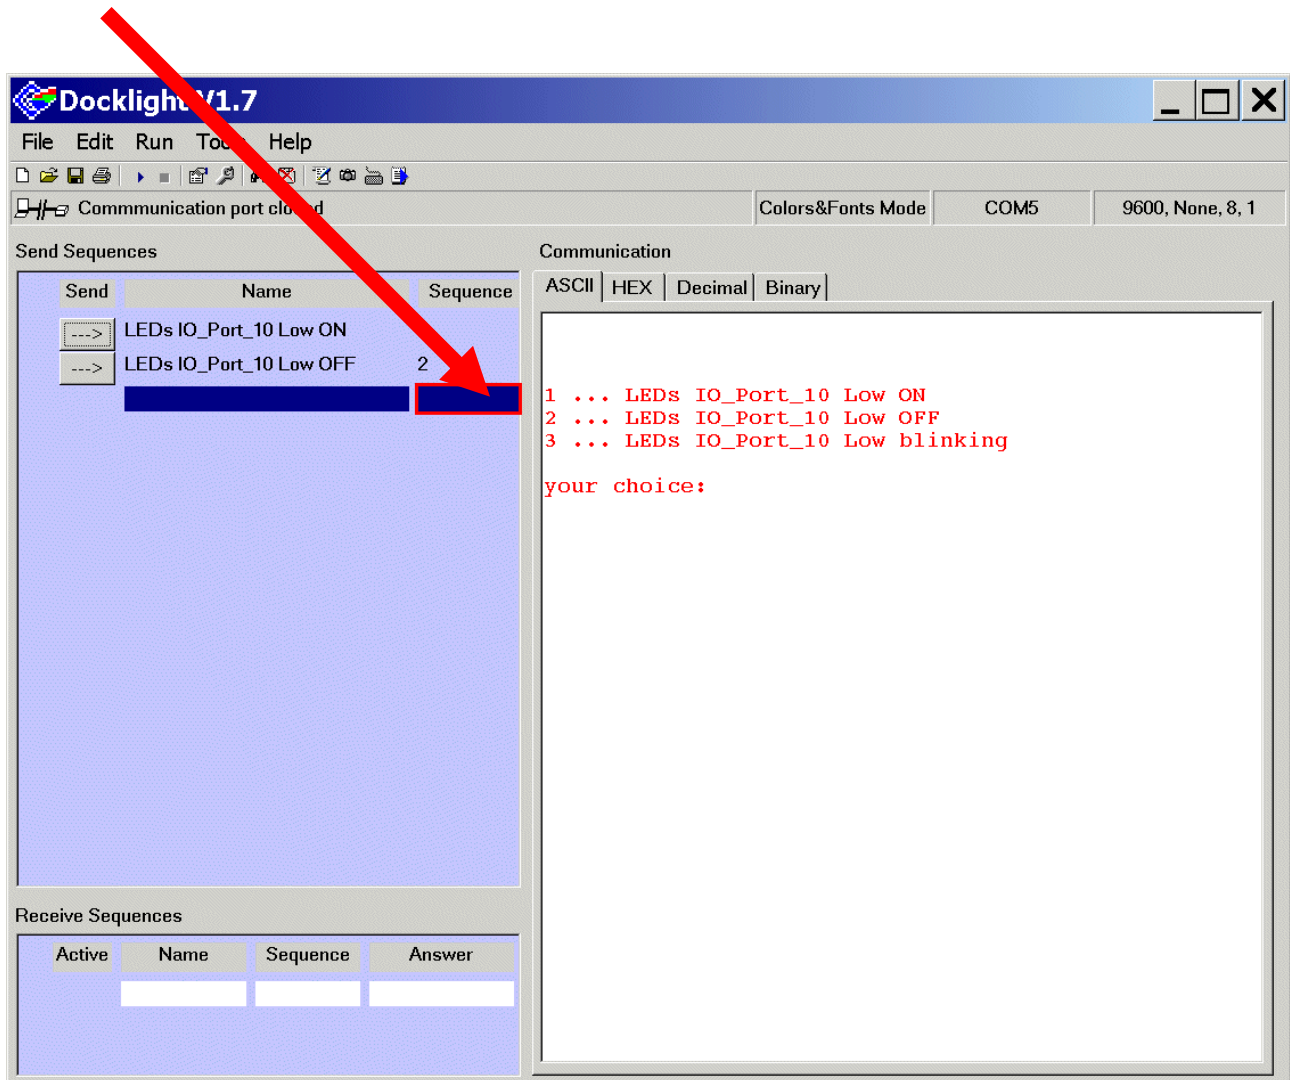 Docklight V1.7
File Edit Run Tools Help
Commmunication port closed
Colors&Fonts Mode COM5 9600, None, 8, 1
Send Sequences
Send Name Sequence
---> LEDs IO_Port_10 Low ON
---> LEDs IO_Port_10 Low OFF 2
Communication
ASCII HEX Decimal Binary
1 ... LEDs IO_Port_10 Low ON
2 ... LEDs IO_Port_10 Low OFF
3 ... LEDs IO_Port_10 Low blinking
your choice:
Receive Sequences
Active Name Sequence Answer